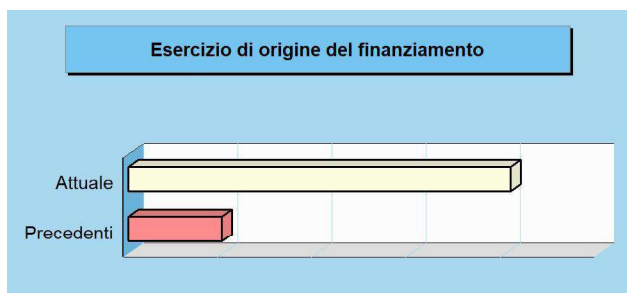 Esercizio di origine del finanziamento
Attuale
Precedenti